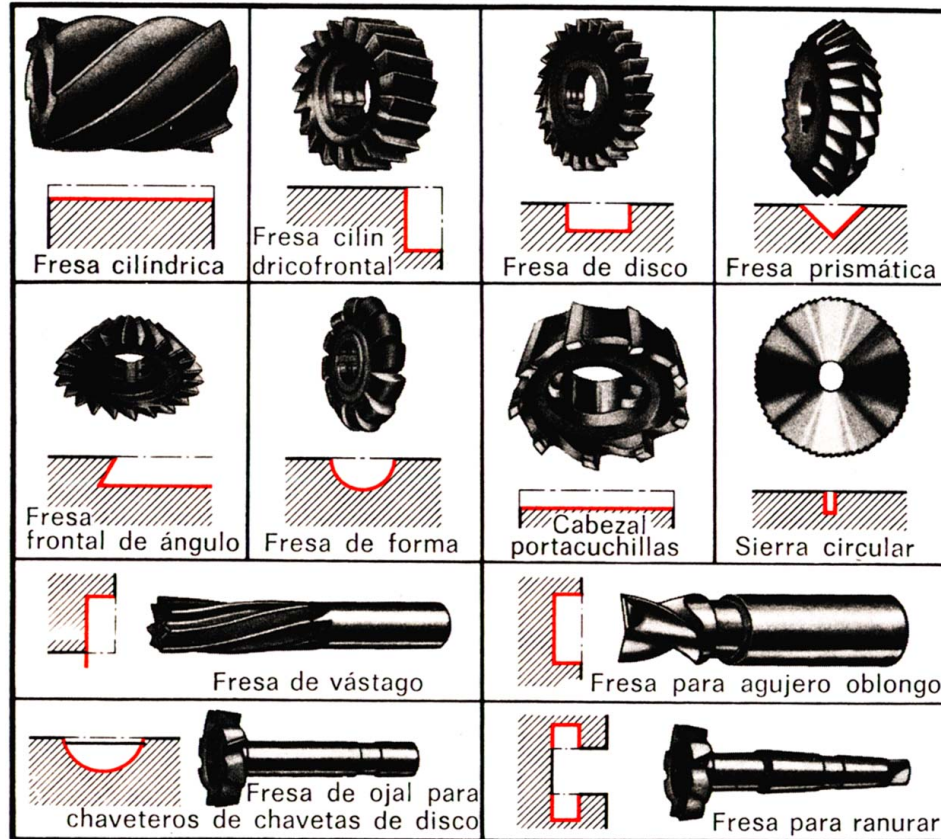 Fresa cilíndrica
Fresa cilin
dricofrontal
Fresa de disco
Fresa prismática
Fresa
frontal de ángulo
Fresa de forma
Cabezal
portacuchillas
Sierra circular
Fresa de vástago
Fresa para agujero oblongo
Fresa de ojal para
chaveteros de chavetas de disco
Fresa para ranurar